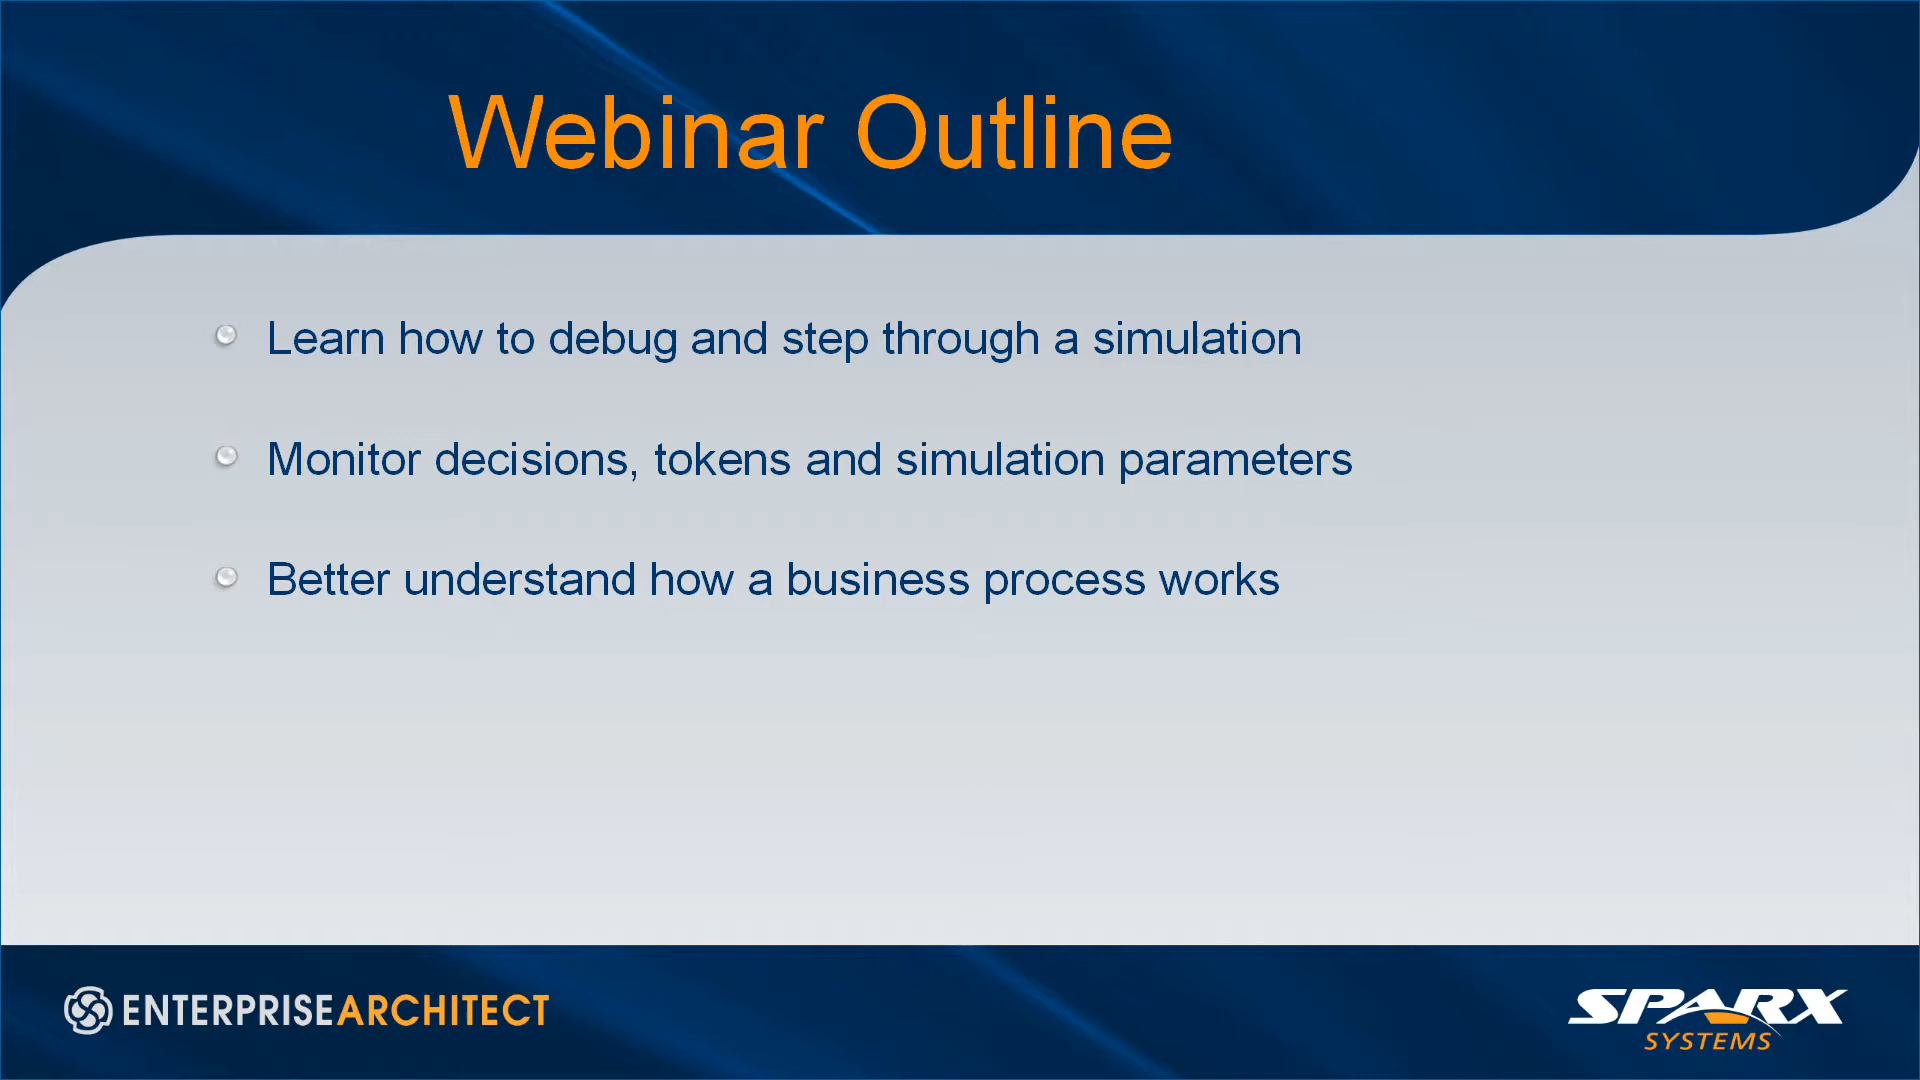 Webinar Outline
Learn how to debug and step through a simulation
Monitor decisions, tokens and simulation parameters
Better understand how a business process works
ENTERPRISEARCHITECT
SPARX
SYSTEMS